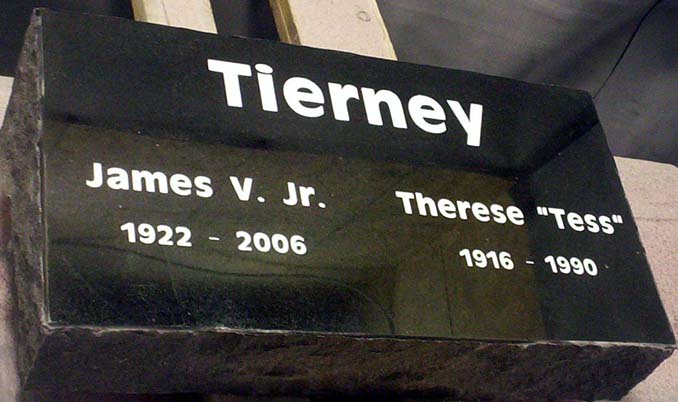 Tierney
James V. Jr.
1922 - 2006
Therese "Tess"
1916 - 1990